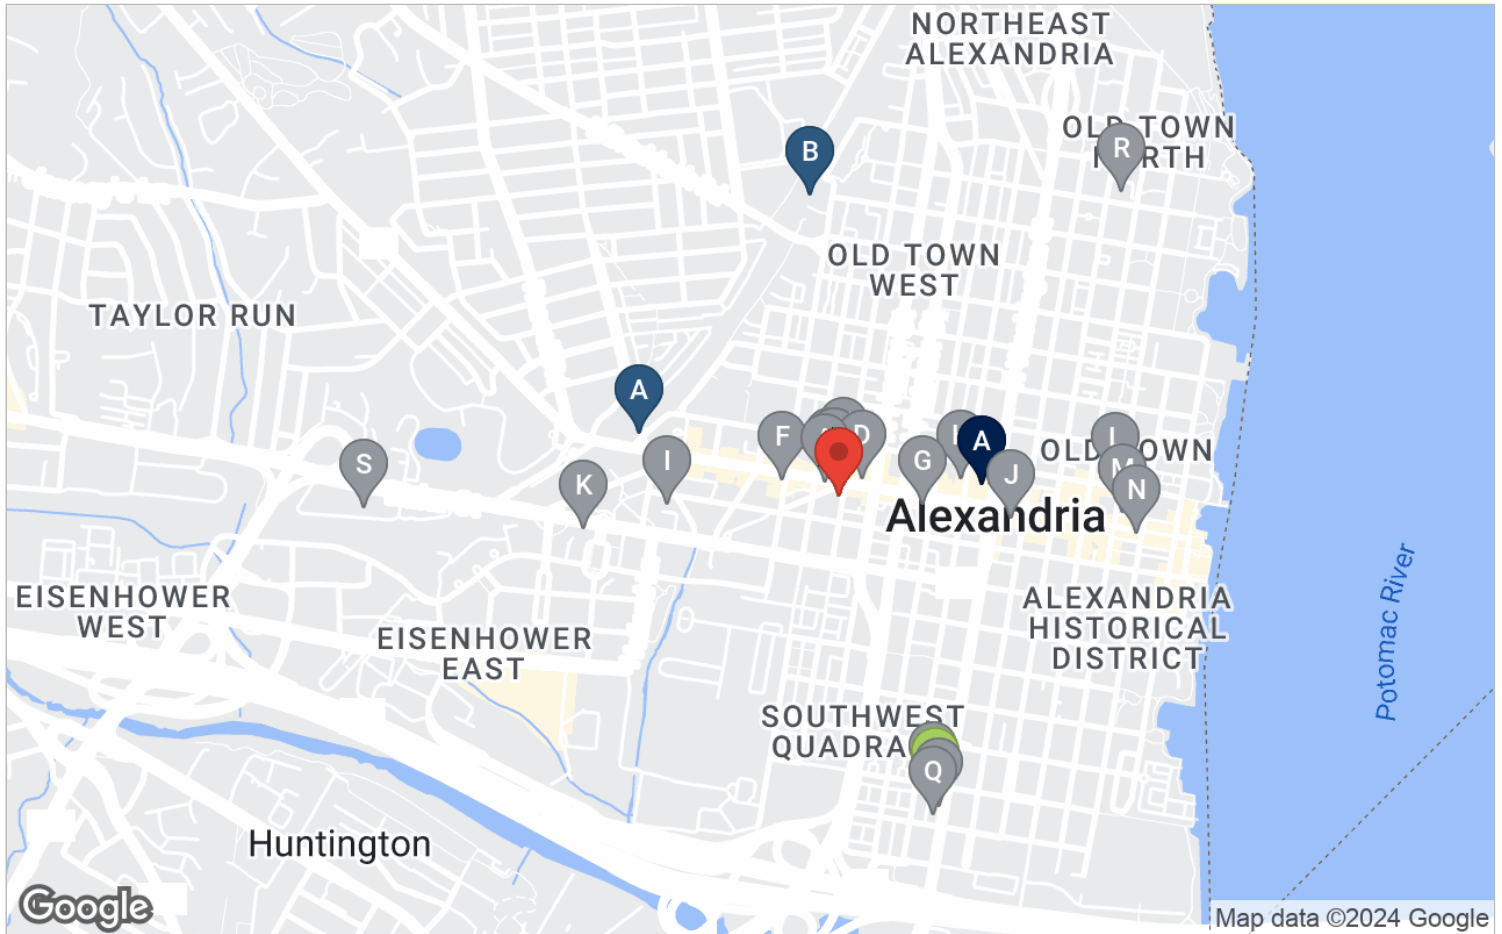 NORTHEAST
ALEXANDRIA
B
R
OLD TOWN
WEST
TAYLOR RUN
A
F
D
G
A
J
L
M
N
S
K
I
Alexandria
EISENHOWER
WEST
EISENHOWER
EAST
ALEXANDRIA
HISTORICAL
DISTRICT
Potomac River
SOUTHWEST
Q
Huntington
Google
Map data ©2024 Google